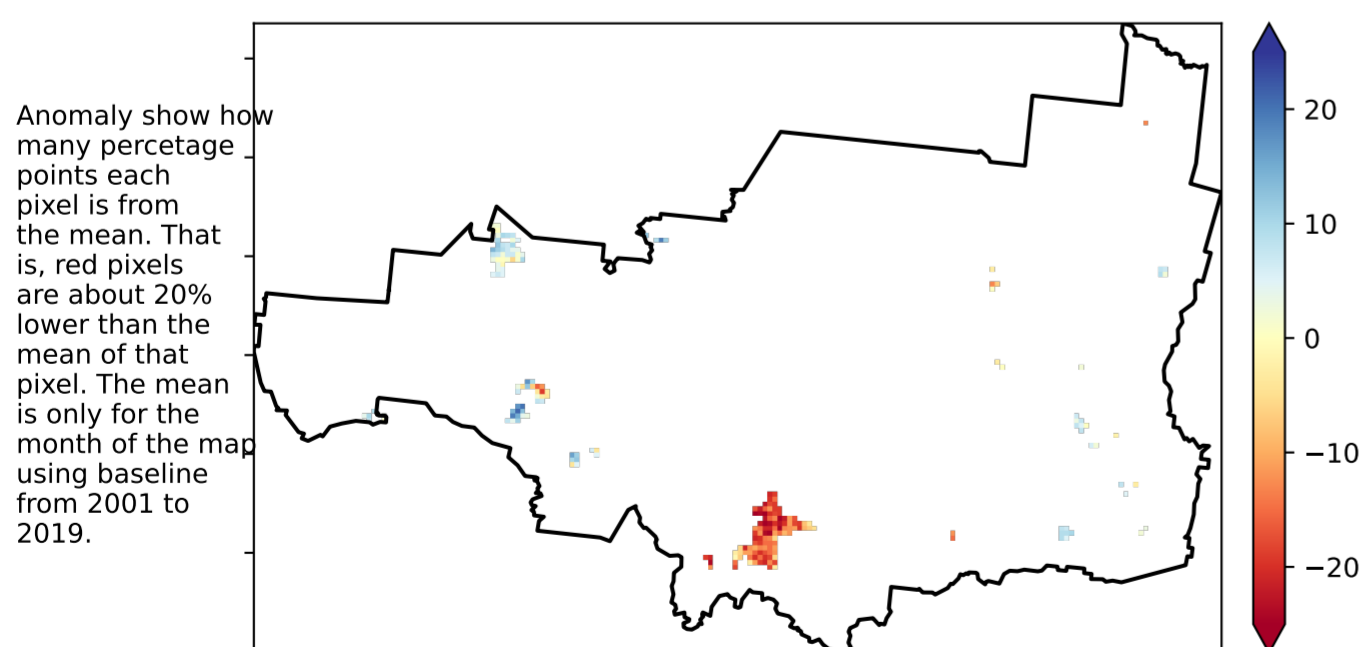 Anomaly show how
many percetage
points each
pixel is from
the mean. That
is, red pixels
are about 20%
lower than the
mean of that
pixel. The mean
is only for the
month of the map
using baseline
from 2001 to
2019.
20
10
0
−10
−20